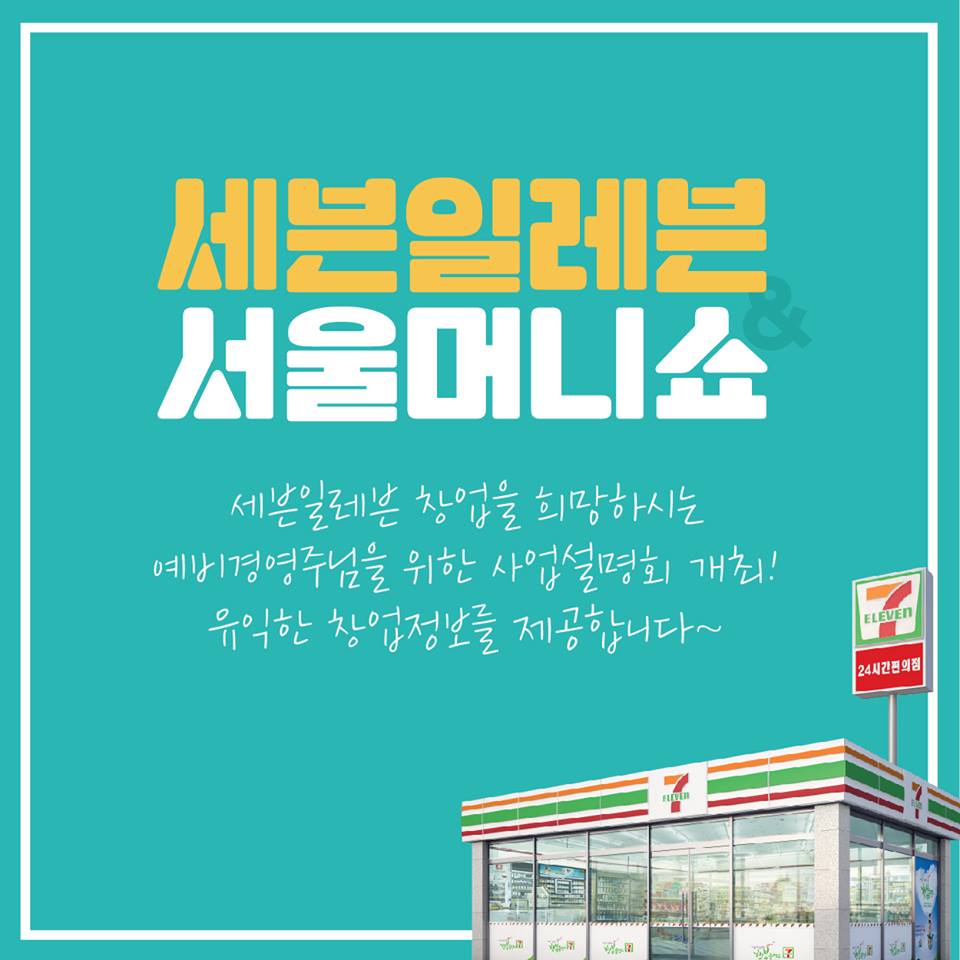 세븐일레븐
&
서울머니쇼
세븐일레븐 창업을 희망하시는
예비경영주님을 위한 사업설명회 개최!
유익한 창업정보를 제공합니다~
7
ELEVEN
24시간편의점
7
ELEVEN
7